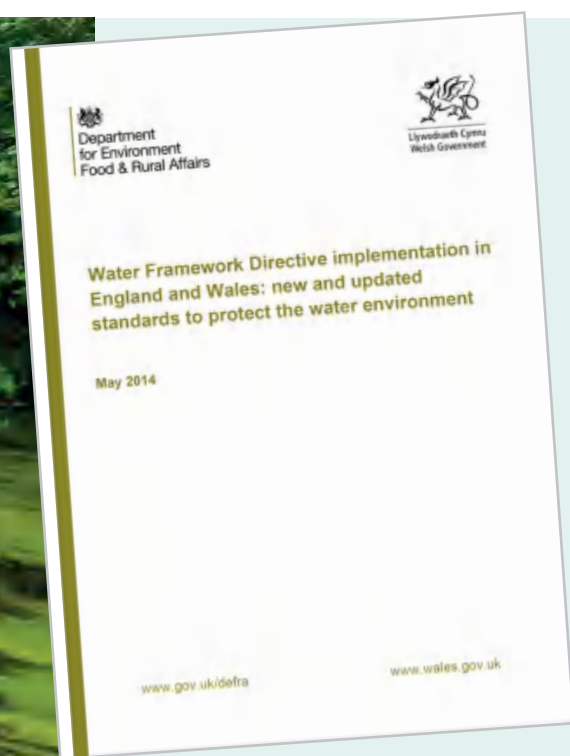 Department
for Environment
Food & Rural Affairs
Llywodraeth Cymru
Welsh Government
Water Framework Directive implementation in
England and Wales: new and updated
standards to protect the water environment
May 2014
www.gov.uk/defra
www.wales.gov.uk